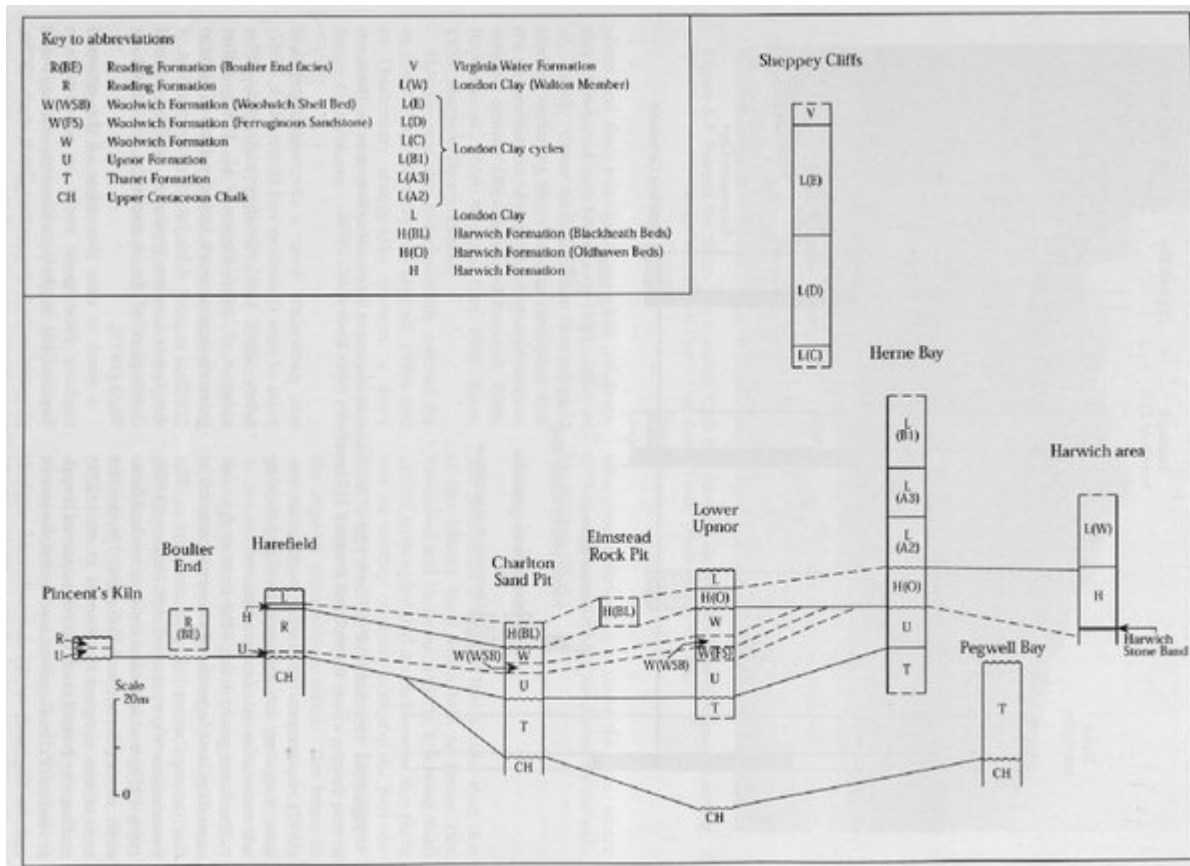 Key to abbreviations
R(BE) Reading Formation (Boulter End facies)
R Reading Formation
W(WSB) Woolwich Formation (Woolwich Shell Bed)
W(FS) Woolwich Formation (Ferruginous Sandstone)
W Woolwich Formation
U Upnor Formation
T Thanet Formation
CH Upper Cretaceous Chalk
V Virginia Water Formation
L(W) London Clay (Walton Member)
L(E)
L(D)
L(C)
L(B1)
L(A3)
L(A2)
London Clay cycles
L London Clay
H(BL) Harwich Formation (Blackheath Beds)
H(O) Harwich Formation (Oldhaven Beds)
H Harwich Formation
Pincent's Kiln
R
U
Scale
20m
0
Boulter
End
R
(BE)
Harefield
L
H
R
U
CH
Charlton
Sand Pit
H(BL)
W
W(WSB)
U
T
CH
Elmstead
Rock Pit
H(BL)
Lower
Upnor
L
H(O)
W
W(FS)
W(WSB)
U
T
CH
Sheppey Cliffs
V
L(E)
L(D)
L(C)
Herne Bay
L
(B1)
L
(A3)
L
(A2)
H(O)
U
T
Pegwell Bay
T
CH
Harwich area
L(W)
H
Harwich
Stone Band